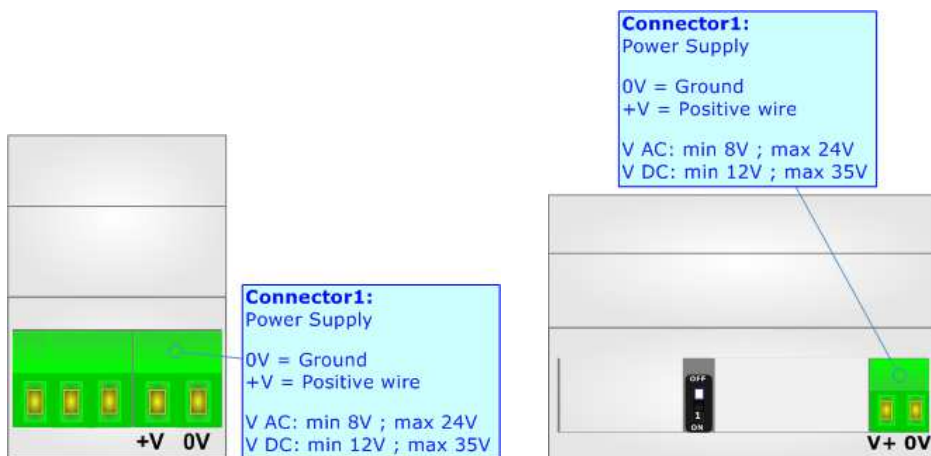 Connector1:
Power Supply
0V = Ground
+V = Positive wire
V AC: min 8V ; max 24V
V DC: min 12V ; max 35V
+V 0V
Connector1:
Power Supply
0V = Ground
+V = Positive wire
V AC: min 8V ; max 24V
V DC: min 12V ; max 35V
OFF
1
ON
V+ 0V